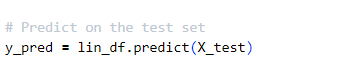 # Predict on the test set
y_pred = lin_df.predict(X_test)